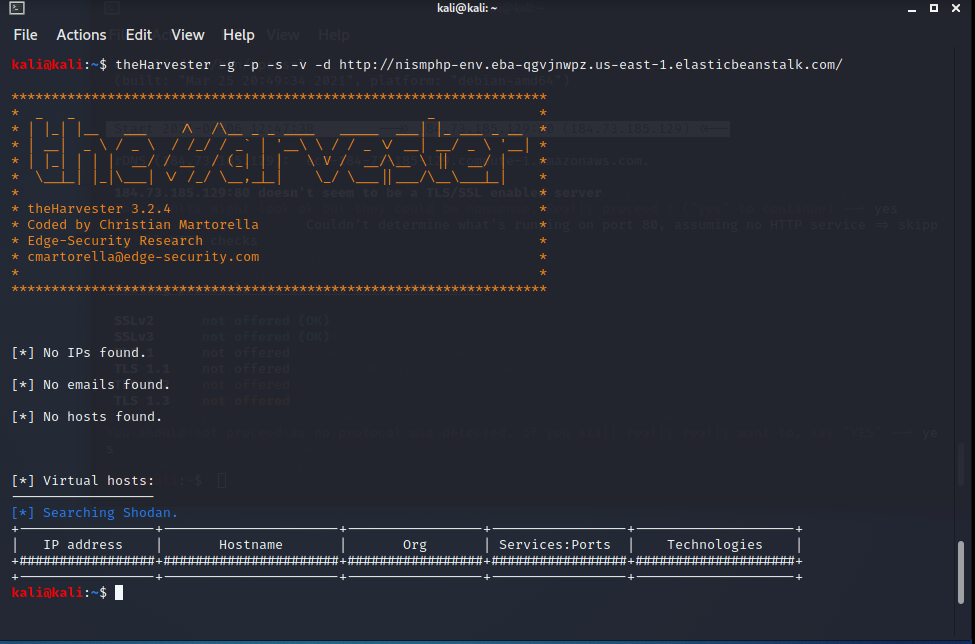 kali@kali: ~
File Actions Edit View Help
kali@kali:~$ theHarvester -g -p -s -v -d http://nismphp-env.eba-qgvjnwpz.us-east-1.elasticbeanstalk.com/
*******************************************************************
* theHarvester 3.2.4 *
* Coded by Christian Martorella *
* Edge-Security Research *
* cmartorella@edge-security.com *
* *
*******************************************************************
[*] No IPs found.
[*] No emails found.
[*] No hosts found.
[*] Virtual hosts:
[*] Searching Shodan.
| IP address | Hostname | Org | Services:Ports | Technologies |
kali@kali:~$